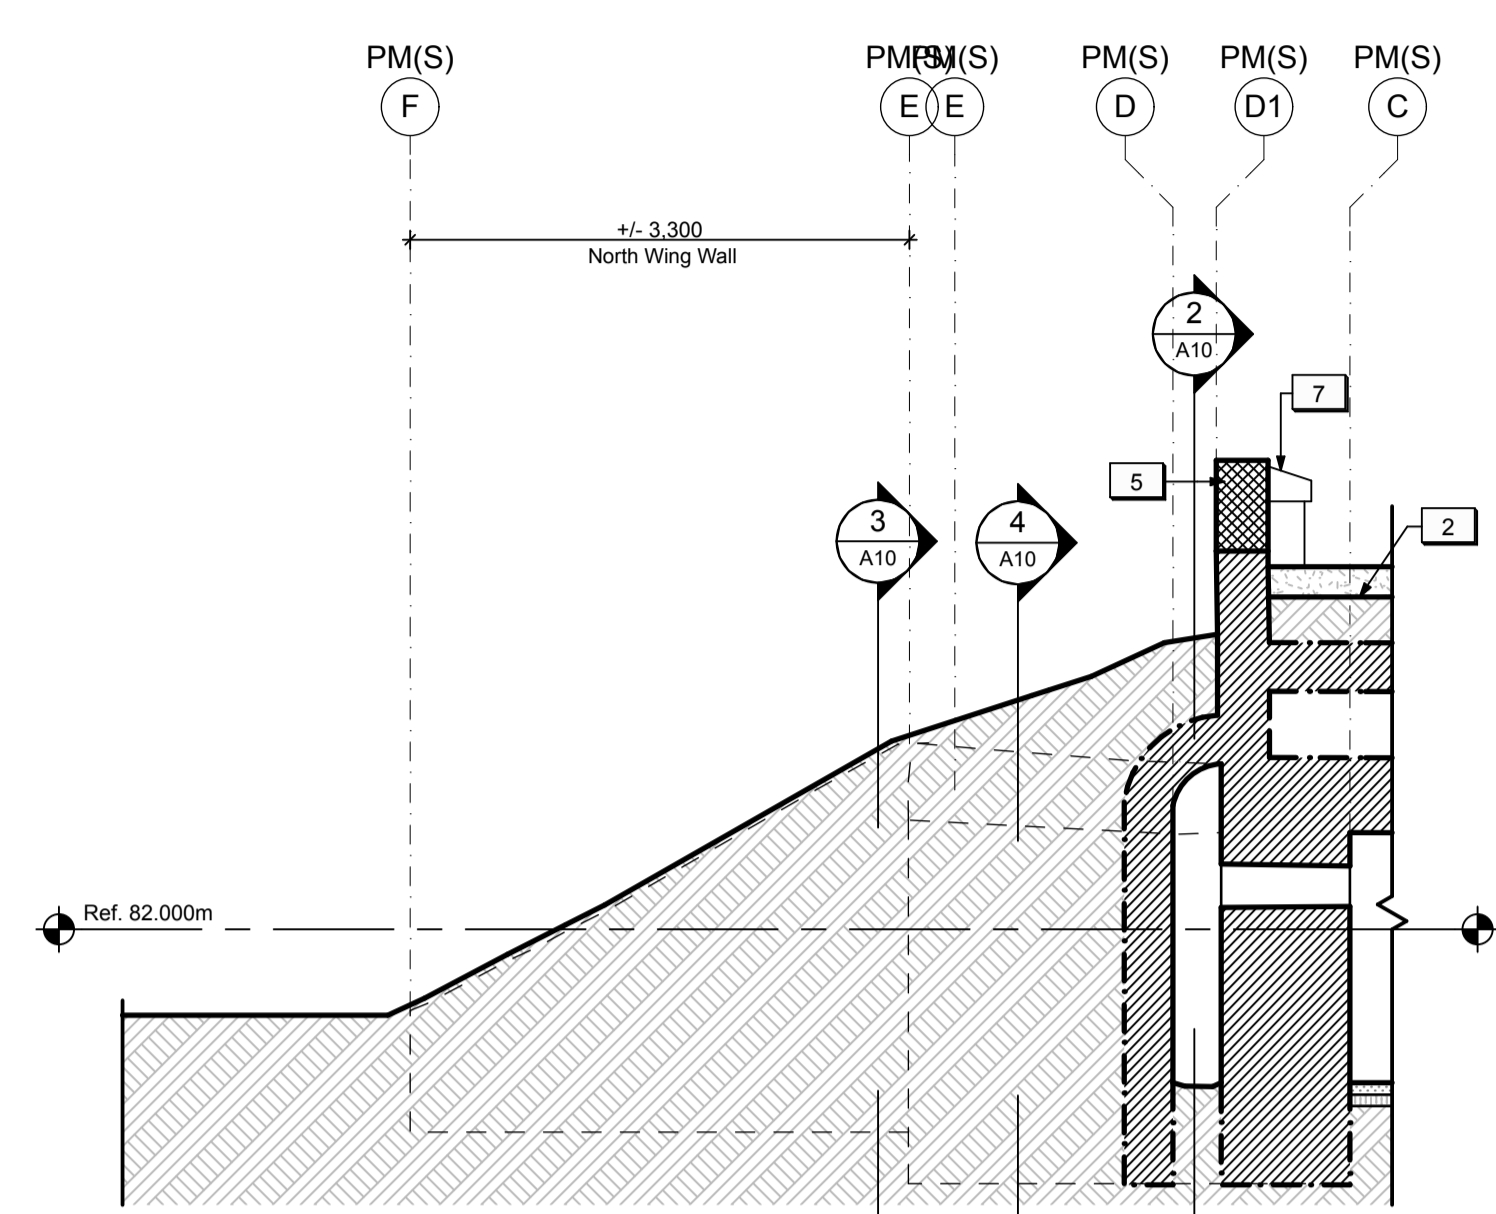 PM(S) PM(S) PM(S) PM(S) PM(S) PM(S)
F E E D D1 C
+/- 3,300
North Wing Wall
2
A10
7
5
2
3
A10
4
A10
Ref. 82.000m